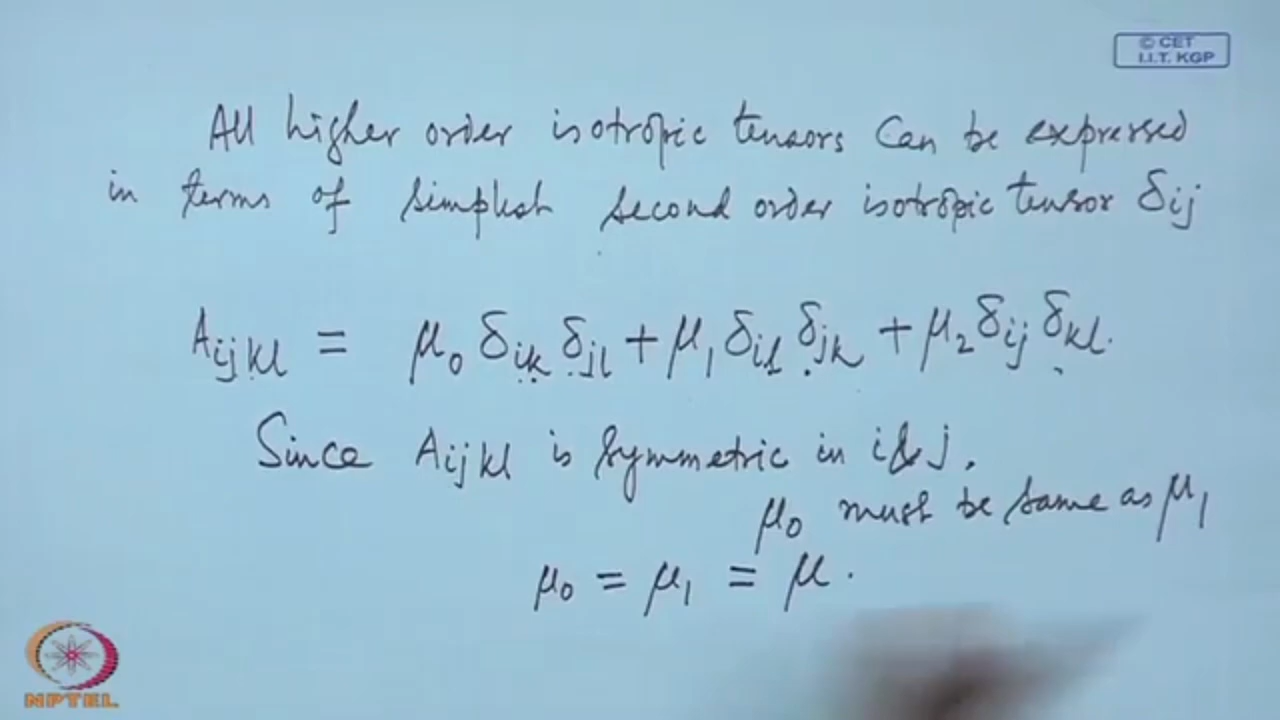 © CET
I.I.T. KGP
All higher order isotropic tensors Can be expressed
in terms of simplest second order isotropic tensor δij
Aijkl = μ₀ δik δjl + μ₁ δil δjk + μ₂ δij δkl.
Since Aijkl is symmetric in i & j.
μ₀ must be same as μ₁
μ₀ = μ₁ = μ.
NPTEL